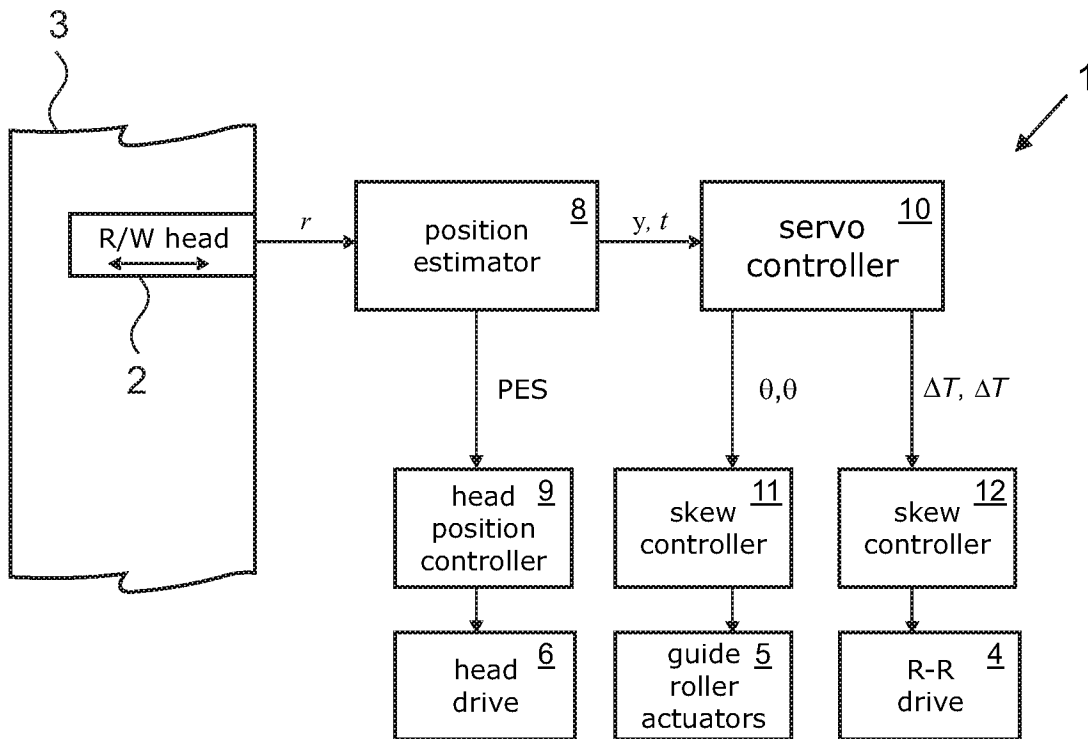 3
1
R/W head
2
r
8
position
estimator
y, t
10
servo
controller
PES
θ,θ
ΔT, ΔT
9
head
position
controller
11
skew
controller
12
skew
controller
6
head
drive
5
guide
roller
actuators
4
R-R
drive